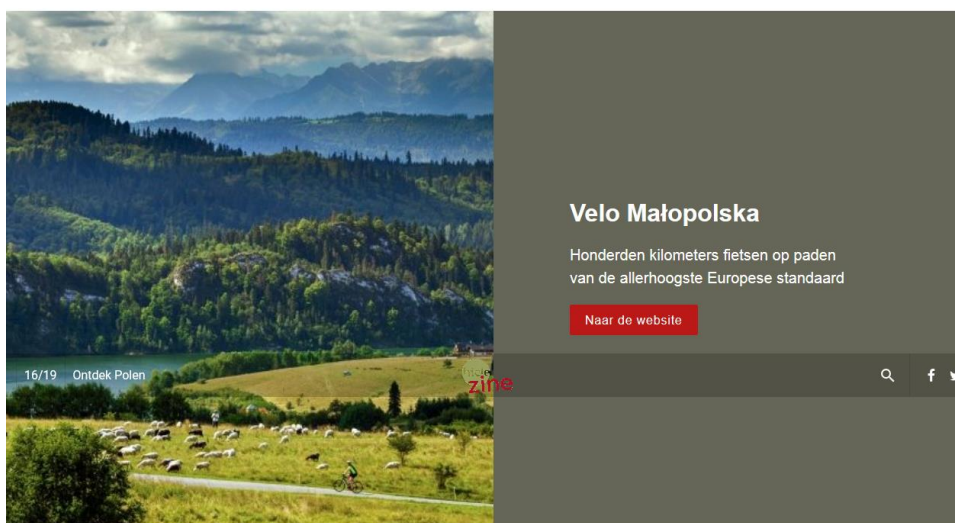 Velo Małopolska
Honderden kilometers fietsen op paden
van de allerhoogste Europese standaard
Naar de website
16/19 Ontdek Polen
zine